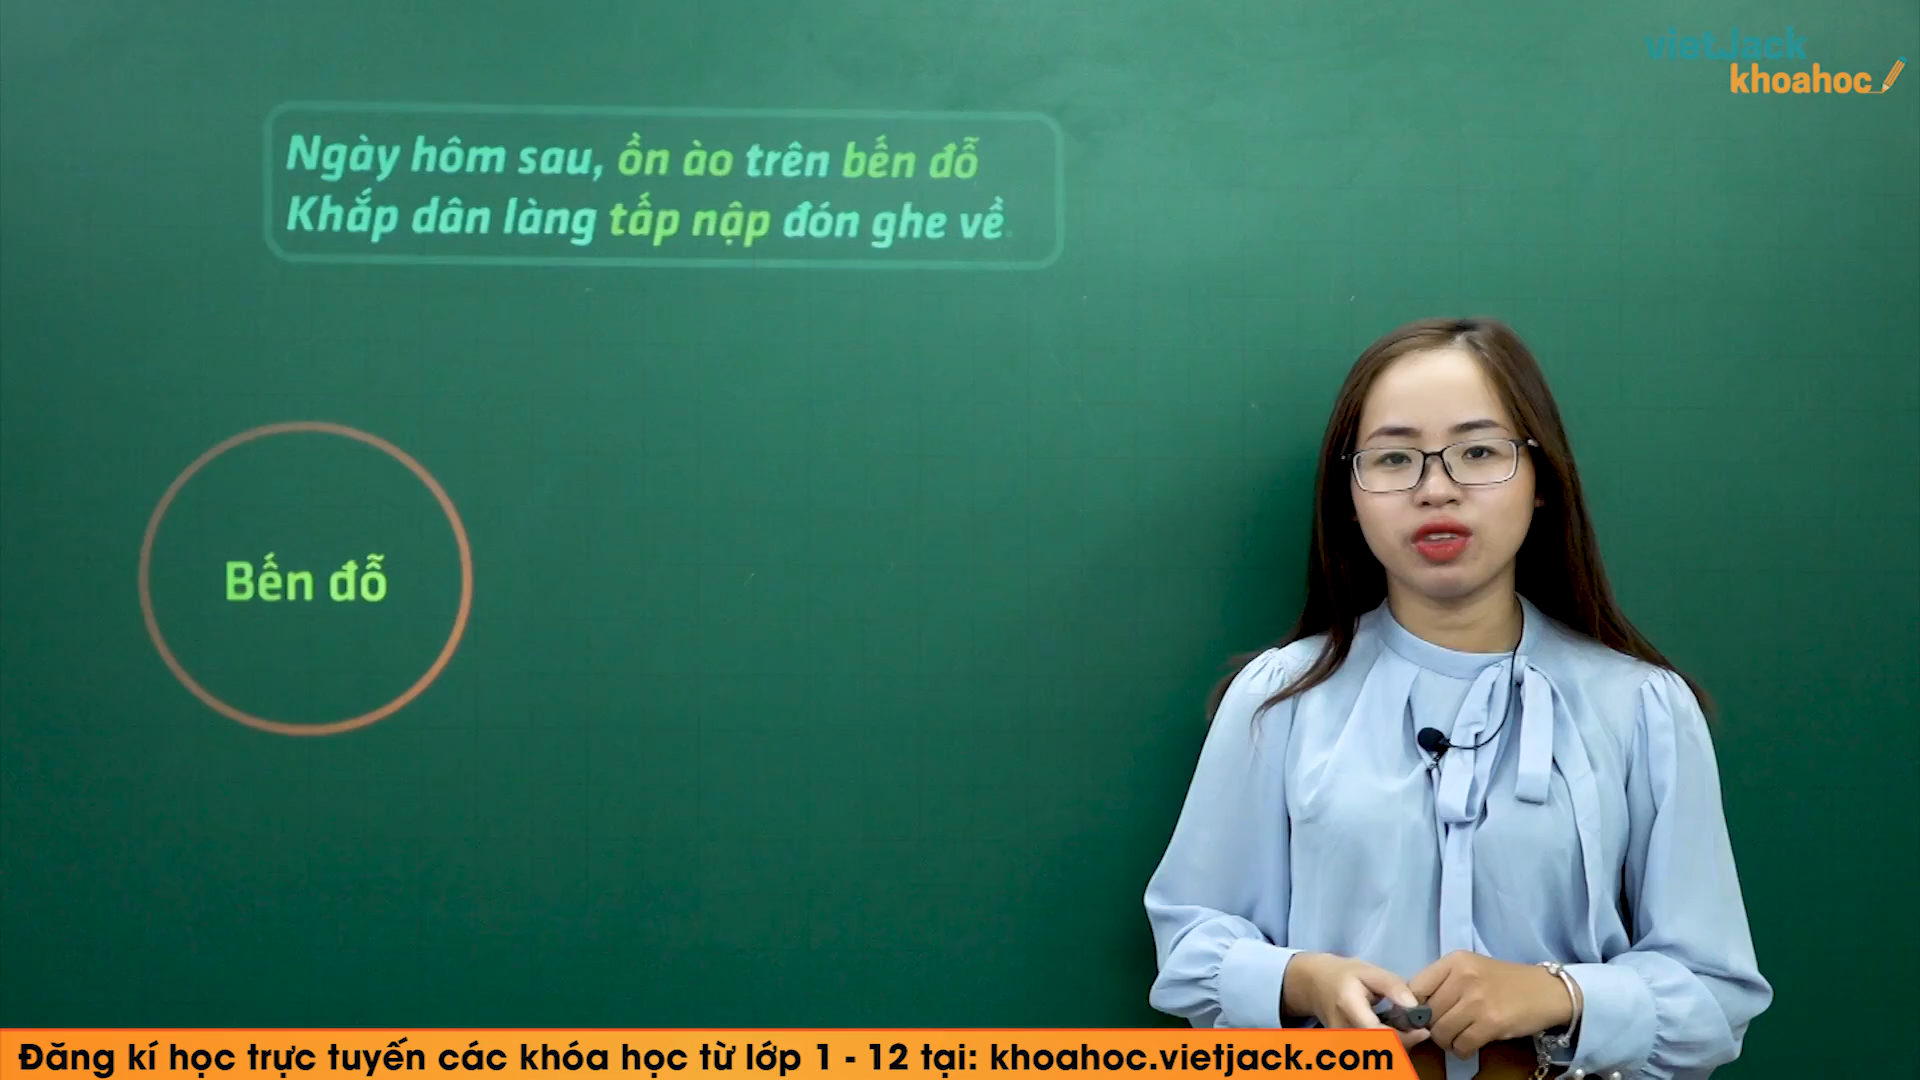 vietJack
khoahoc
Ngày hôm sau, ồn ào trên bến đỗ
Khắp dân làng tấp nập đón ghe về.
Bến đỗ
Đăng kí học trực tuyến các khóa học từ lớp 1 - 12 tại: khoahoc.vietjack.com